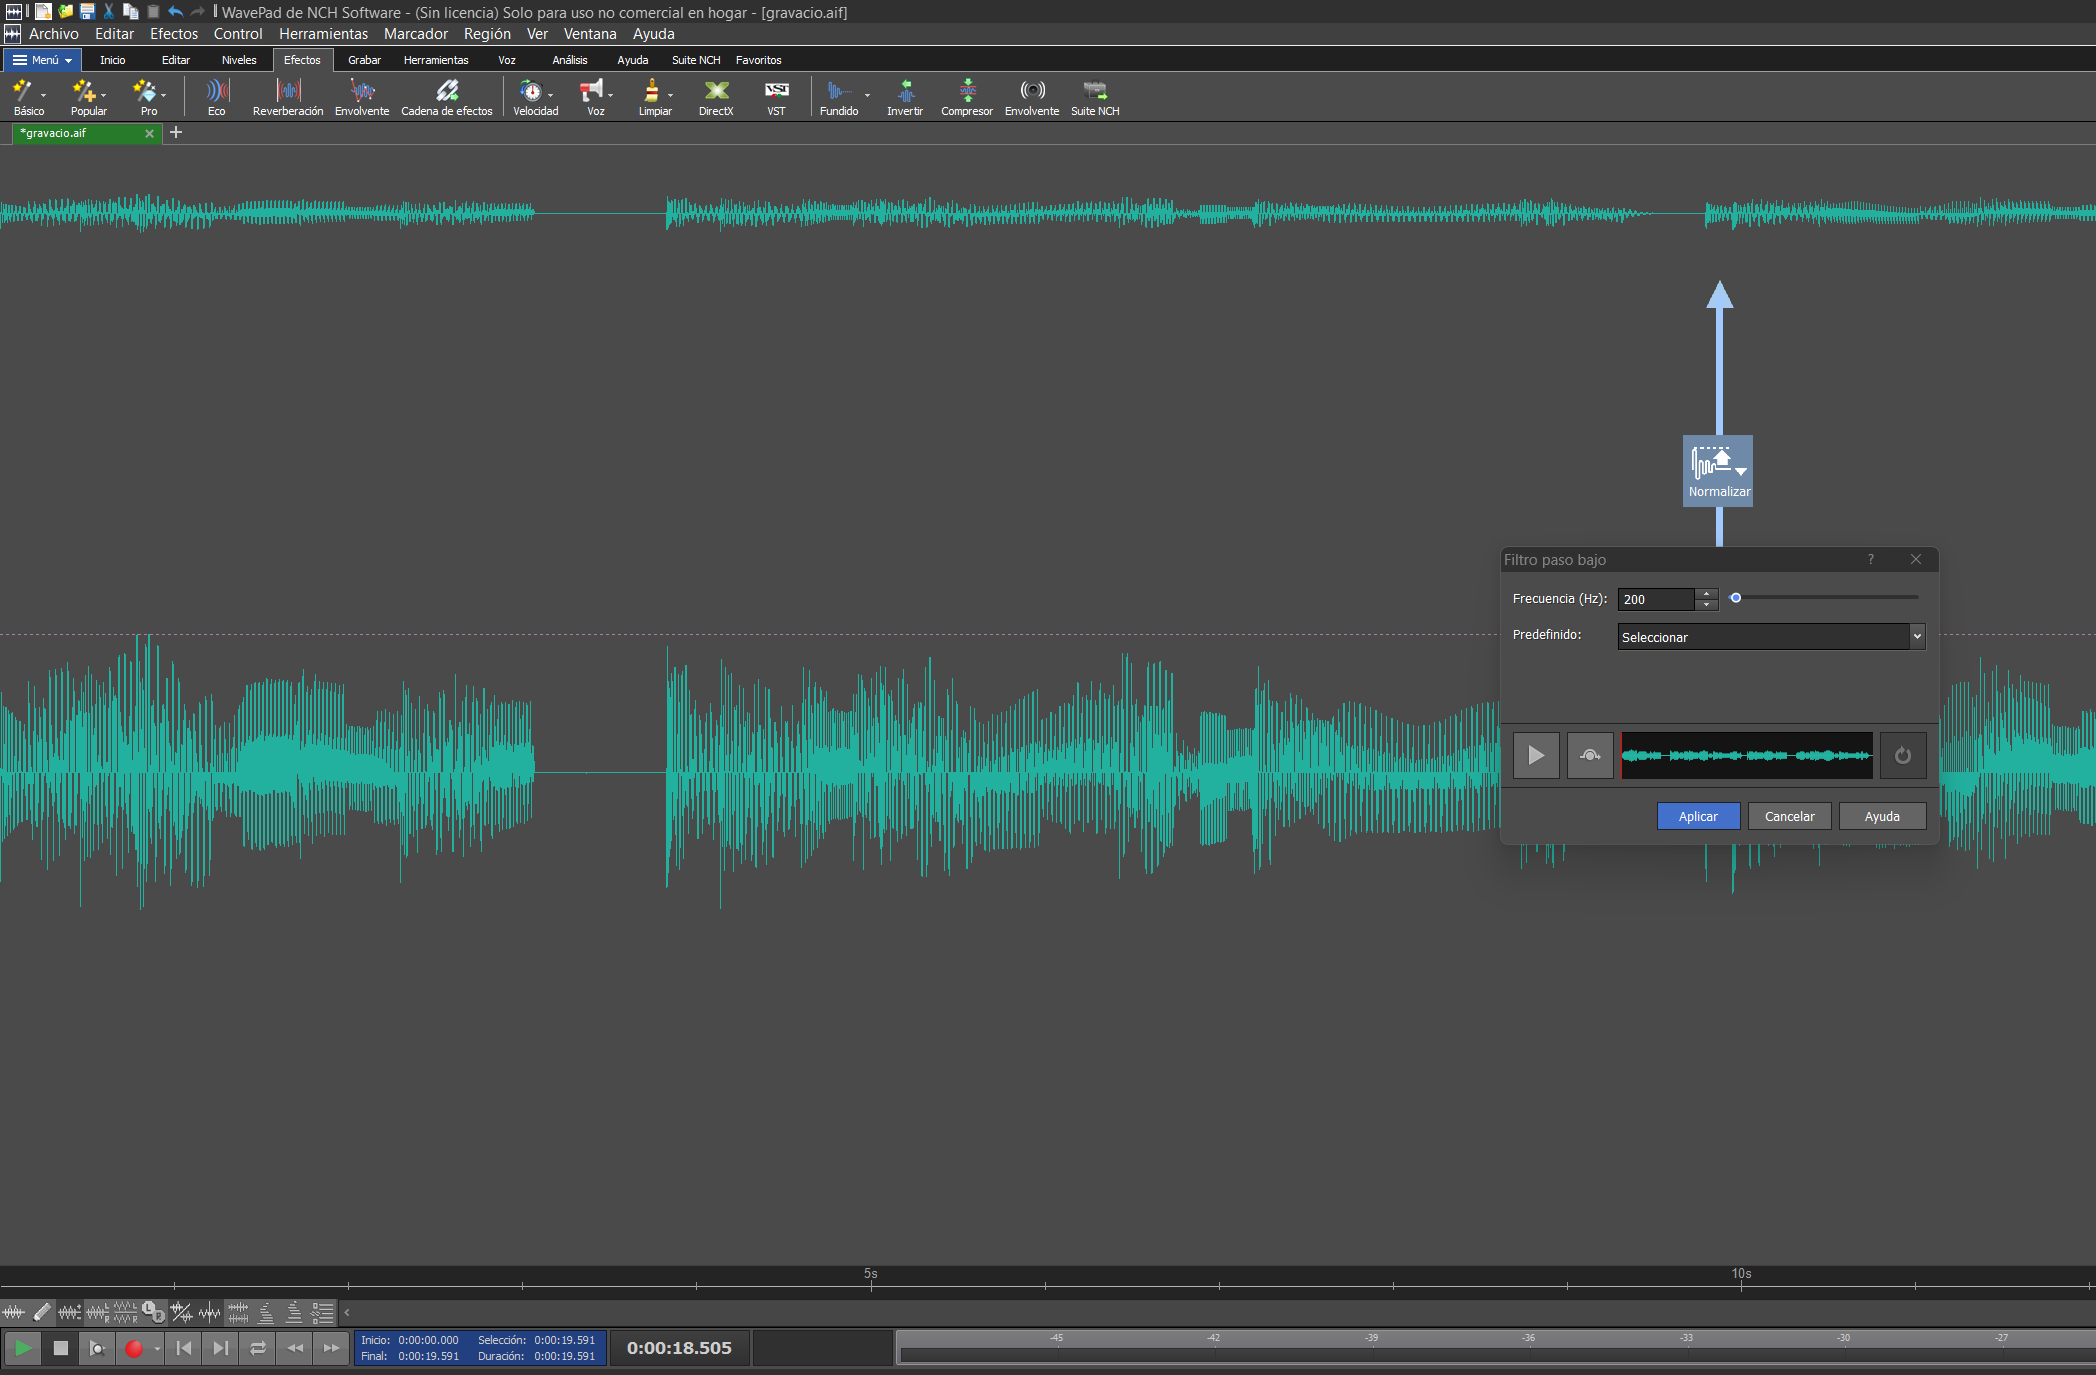 WavePad de NCH Software - (Sin licencia) Solo para uso no comercial en hogar - [gravacio.aif]
Archivo Editar Efectos Control Herramientas Marcador Región Ver Ventana Ayuda
Menú Inicio Editar Niveles Efectos Grabar Herramientas Voz Análisis Ayuda Suite NCH Favoritos
VST
Básico Popular Pro Eco Reverberación Envolvente Cadena de efectos Velocidad Voz Limpiar DirectX VST Fundido Invertir Compresor Envolvente Suite NCH
*gravacio.aif
Normalizar
Filtro paso bajo ?
Frecuencia (Hz): 200
Predefinido: Seleccionar
Aplicar Cancelar Ayuda
5s 10s
Inicio: 0:00:00.000 Selección: 0:00:19.591
Final: 0:00:19.591 Duración: 0:00:19.591
0:00:18.505
-45 -42 -39 -36 -33 -30 -27